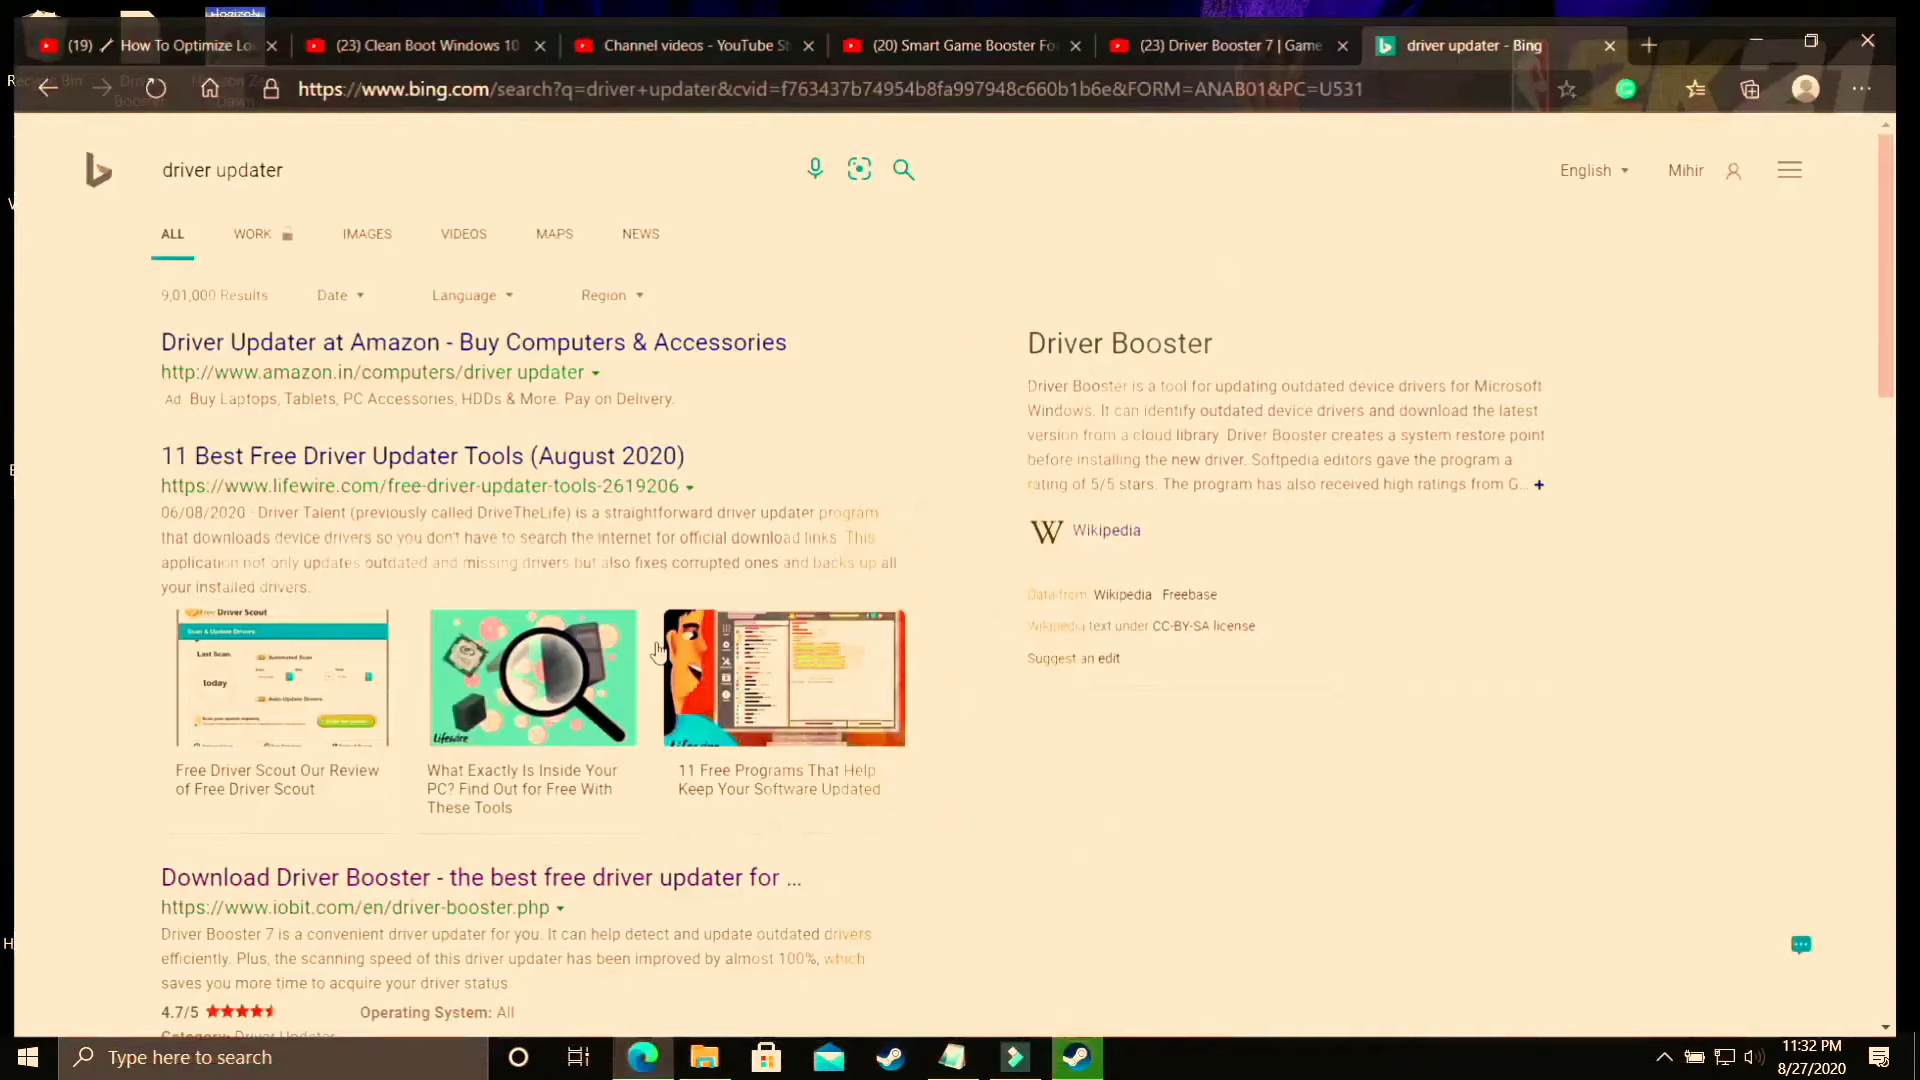 (19) How To Optimize Lo
(23) Clean Boot Windows 10
Channel videos - YouTube St
(20) Smart Game Booster Fo
(23) Driver Booster 7 | Game
driver updater - Bing
https://www.bing.com/search?q=driver+updater&cvid=f763437b74954b8fa997948c660b1b6e&FORM=ANAB01&PC=U531
driver updater
English
Mihir
ALL
WORK
IMAGES
VIDEOS
MAPS
NEWS
9,01,000 Results
Date
Language
Region
Driver Updater at Amazon - Buy Computers & Accessories
http://www.amazon.in/computers/driver updater
Ad Buy Laptops, Tablets, PC Accessories, HDDs & More. Pay on Delivery.
11 Best Free Driver Updater Tools (August 2020)
https://www.lifewire.com/free-driver-updater-tools-2619206
06/08/2020 · Driver Talent (previously called DriveTheLife) is a straightforward driver updater program
that downloads device drivers so you don't have to search the internet for official download links. This
application not only updates outdated and missing drivers but also fixes corrupted ones and backs up all
your installed drivers.
Free Driver Scout
Scan & Update Drivers
Last Scan.
today
Lifewire
Free Driver Scout Our Review
of Free Driver Scout
What Exactly Is Inside Your
PC? Find Out for Free With
These Tools
11 Free Programs That Help
Keep Your Software Updated
Download Driver Booster - the best free driver updater for ...
https://www.iobit.com/en/driver-booster.php
Driver Booster 7 is a convenient driver updater for you. It can help detect and update outdated drivers
efficiently. Plus, the scanning speed of this driver updater has been improved by almost 100%, which
saves you more time to acquire your driver status
4.7/5
Operating System: All
Category: Driver Updater
Driver Booster
Driver Booster is a tool for updating outdated device drivers for Microsoft
Windows. It can identify outdated device drivers and download the latest
version from a cloud library. Driver Booster creates a system restore point
before installing the new driver. Softpedia editors gave the program a
rating of 5/5 stars. The program has also received high ratings from G... +
Wikipedia
Data from: Wikipedia Freebase
Wikipedia text under CC-BY-SA license
Suggest an edit
Type here to search
11:32 PM
8/27/2020